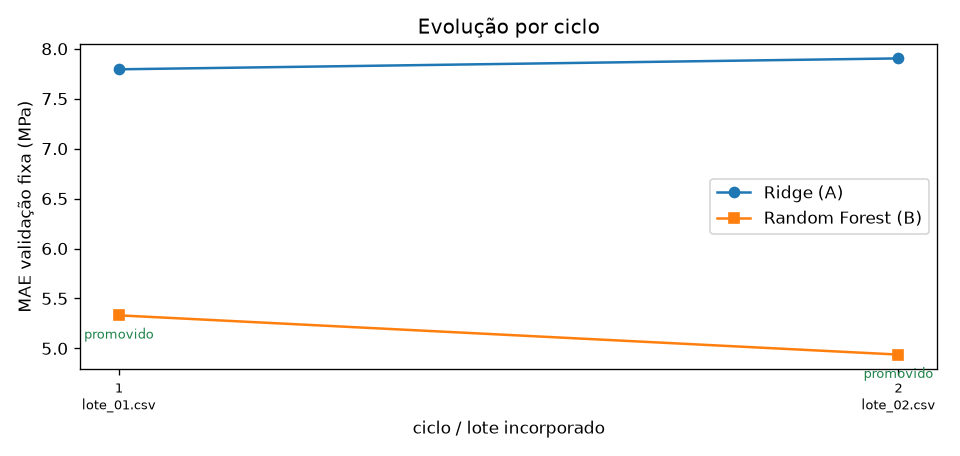 Evolução por ciclo
MAE validação fixa (MPa)
8.0
7.5
7.0
6.5
6.0
5.5
5.0
Ridge (A)
Random Forest (B)
promovido
promovido
1
lote_01.csv
2
lote_02.csv
ciclo / lote incorporado